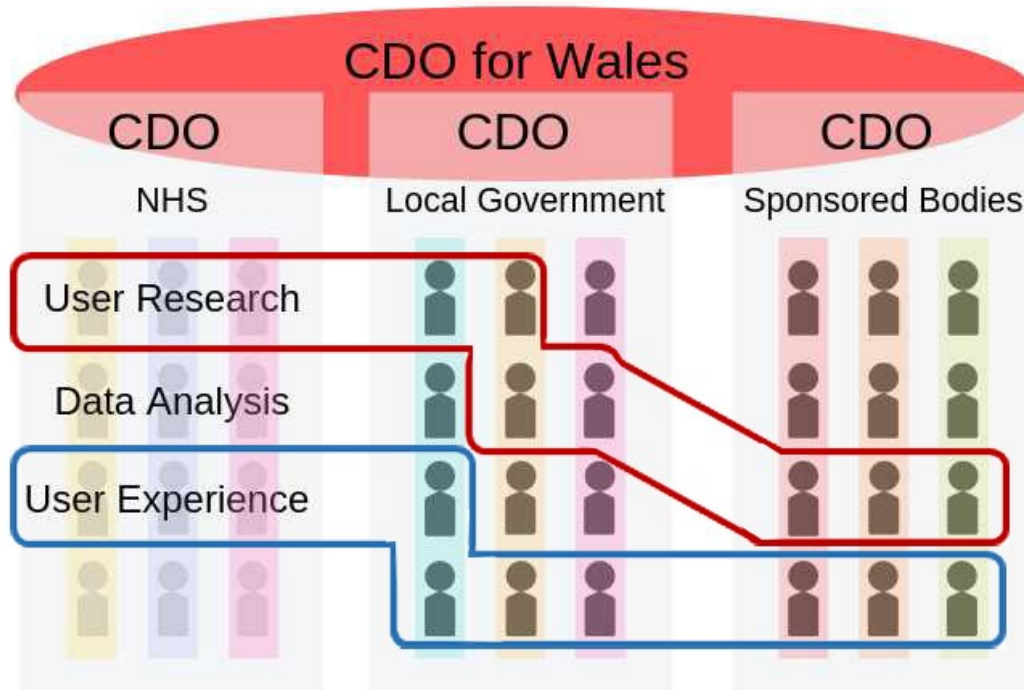 CDO for Wales
CDO CDO CDO
NHS Local Government Sponsored Bodies
User Research
Data Analysis
User Experience